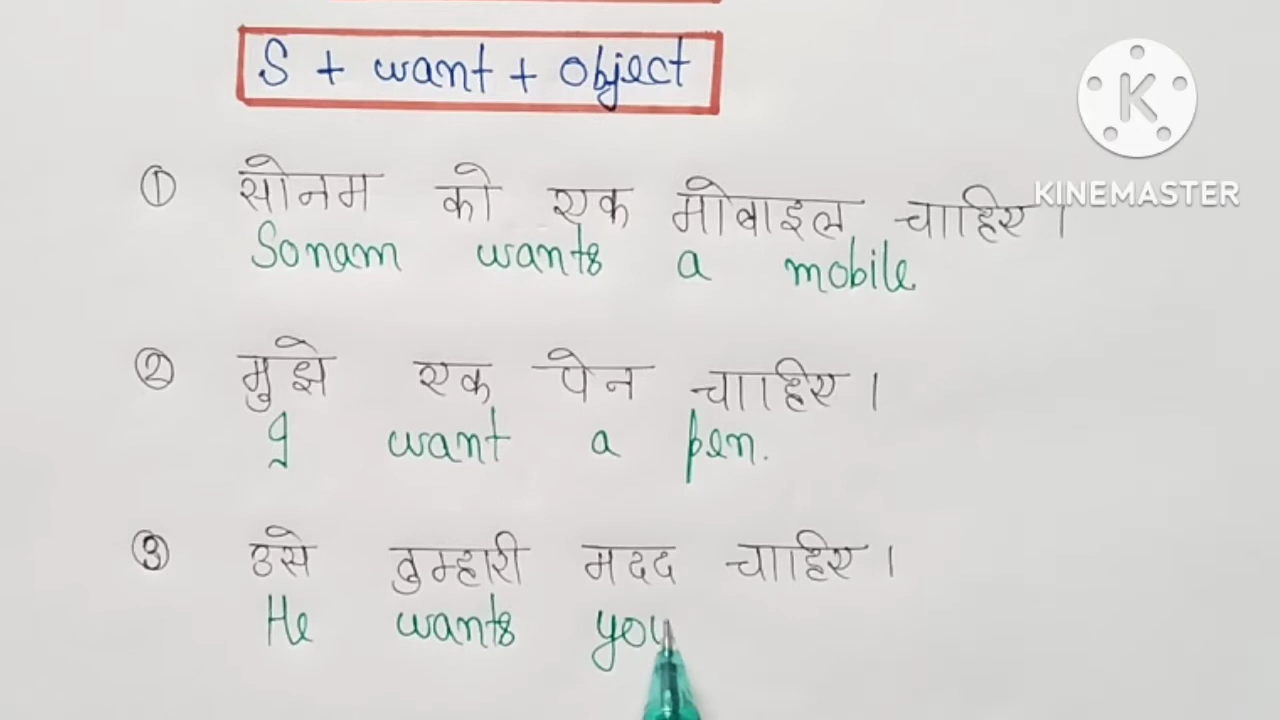 S + want + object
① सोनम को एक मोबाइल चाहिए।
Sonam wants a mobile
② मुझे एक पेन चाहिए।
I want a pen.
③ उसे तुम्हारी मदद चाहिए।
He wants you
K
KINEMASTER